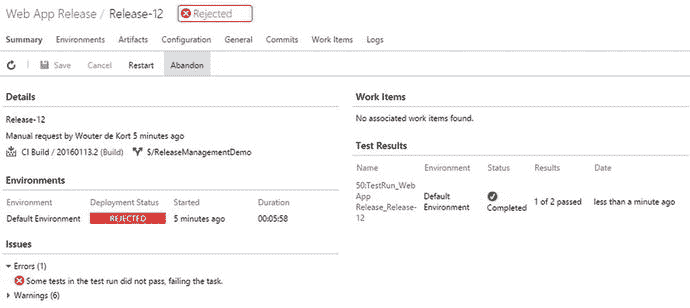 Web App Release / Release-12 Rejected
Summary Environments Artifacts Configuration General Commits Work Items Logs
Save Cancel Restart Abandon
Details
Release-12
Manual request by Wouter de Kort 5 minutes ago
CI Build / 20160113.2 (Build) $/ReleaseManagementDemo
Environments
Environment Deployment Status Started Duration
Default Environment REJECTED 5 minutes ago 00:05:58
Issues
Errors (1)
Some tests in the test run did not pass, failing the task.
Warnings (6)
Work Items
No associated work items found.
Test Results
Name Environment Status Results Date
50:TestRun_Web
App
Release_Release-
12
Default
Environment
Completed
1 of 2 passed
less than a minute ago